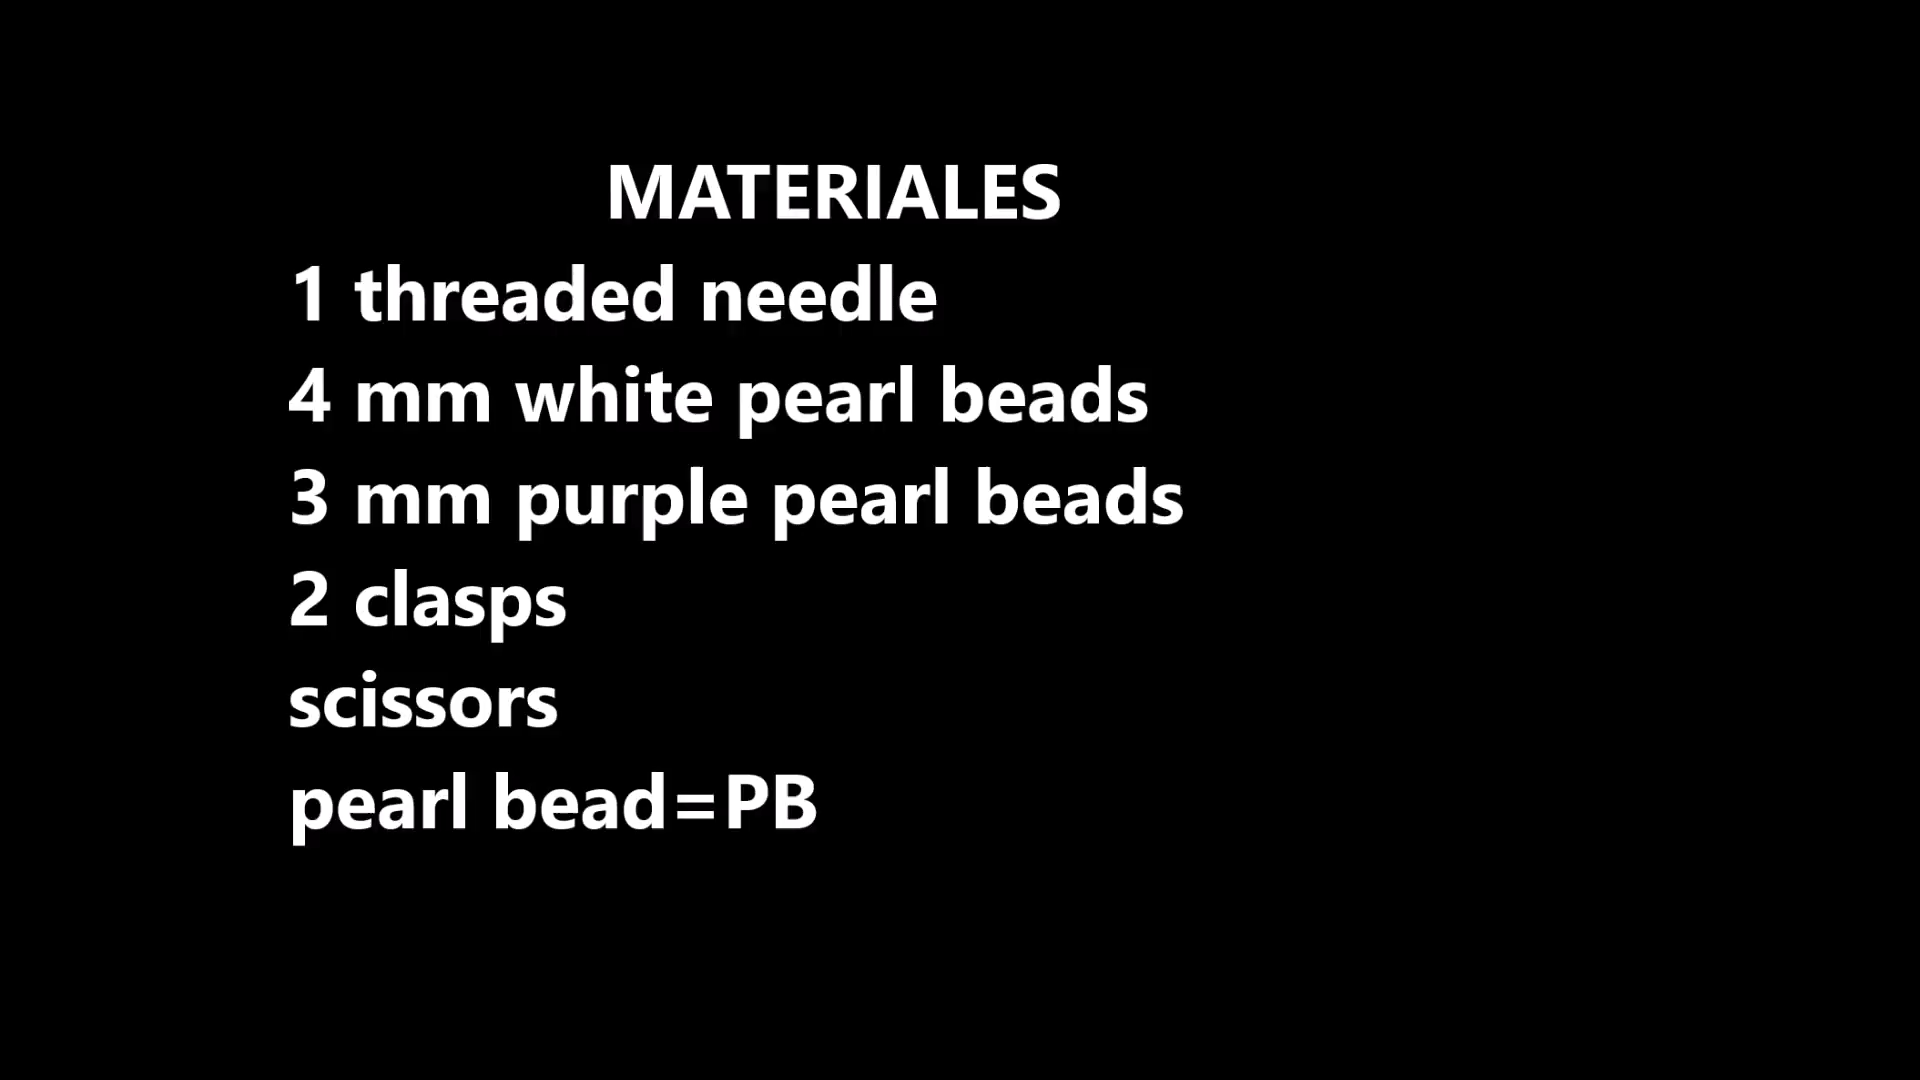 MATERIALES
1 threaded needle
4 mm white pearl beads
3 mm purple pearl beads
2 clasps
scissors
pearl bead=PB